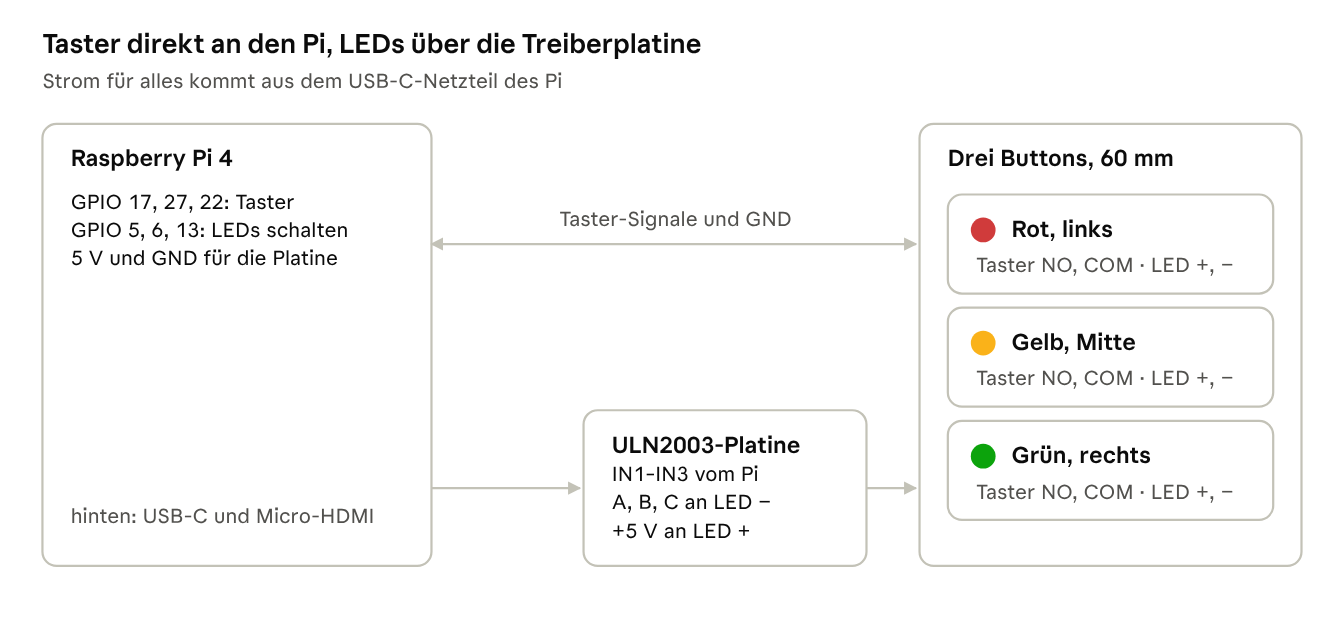 Taster direkt an den Pi, LEDs über die Treiberplatine
Strom für alles kommt aus dem USB-C-Netzteil des Pi
Raspberry Pi 4
GPIO 17, 27, 22: Taster
GPIO 5, 6, 13: LEDs schalten
5 V und GND für die Platine
hinten: USB-C und Micro-HDMI
Taster-Signale und GND
ULN2003-Platine
IN1–IN3 vom Pi
A, B, C an LED −
+5 V an LED +
Drei Buttons, 60 mm
Rot, links
Taster NO, COM · LED +, −
Gelb, Mitte
Taster NO, COM · LED +, −
Grün, rechts
Taster NO, COM · LED +, −